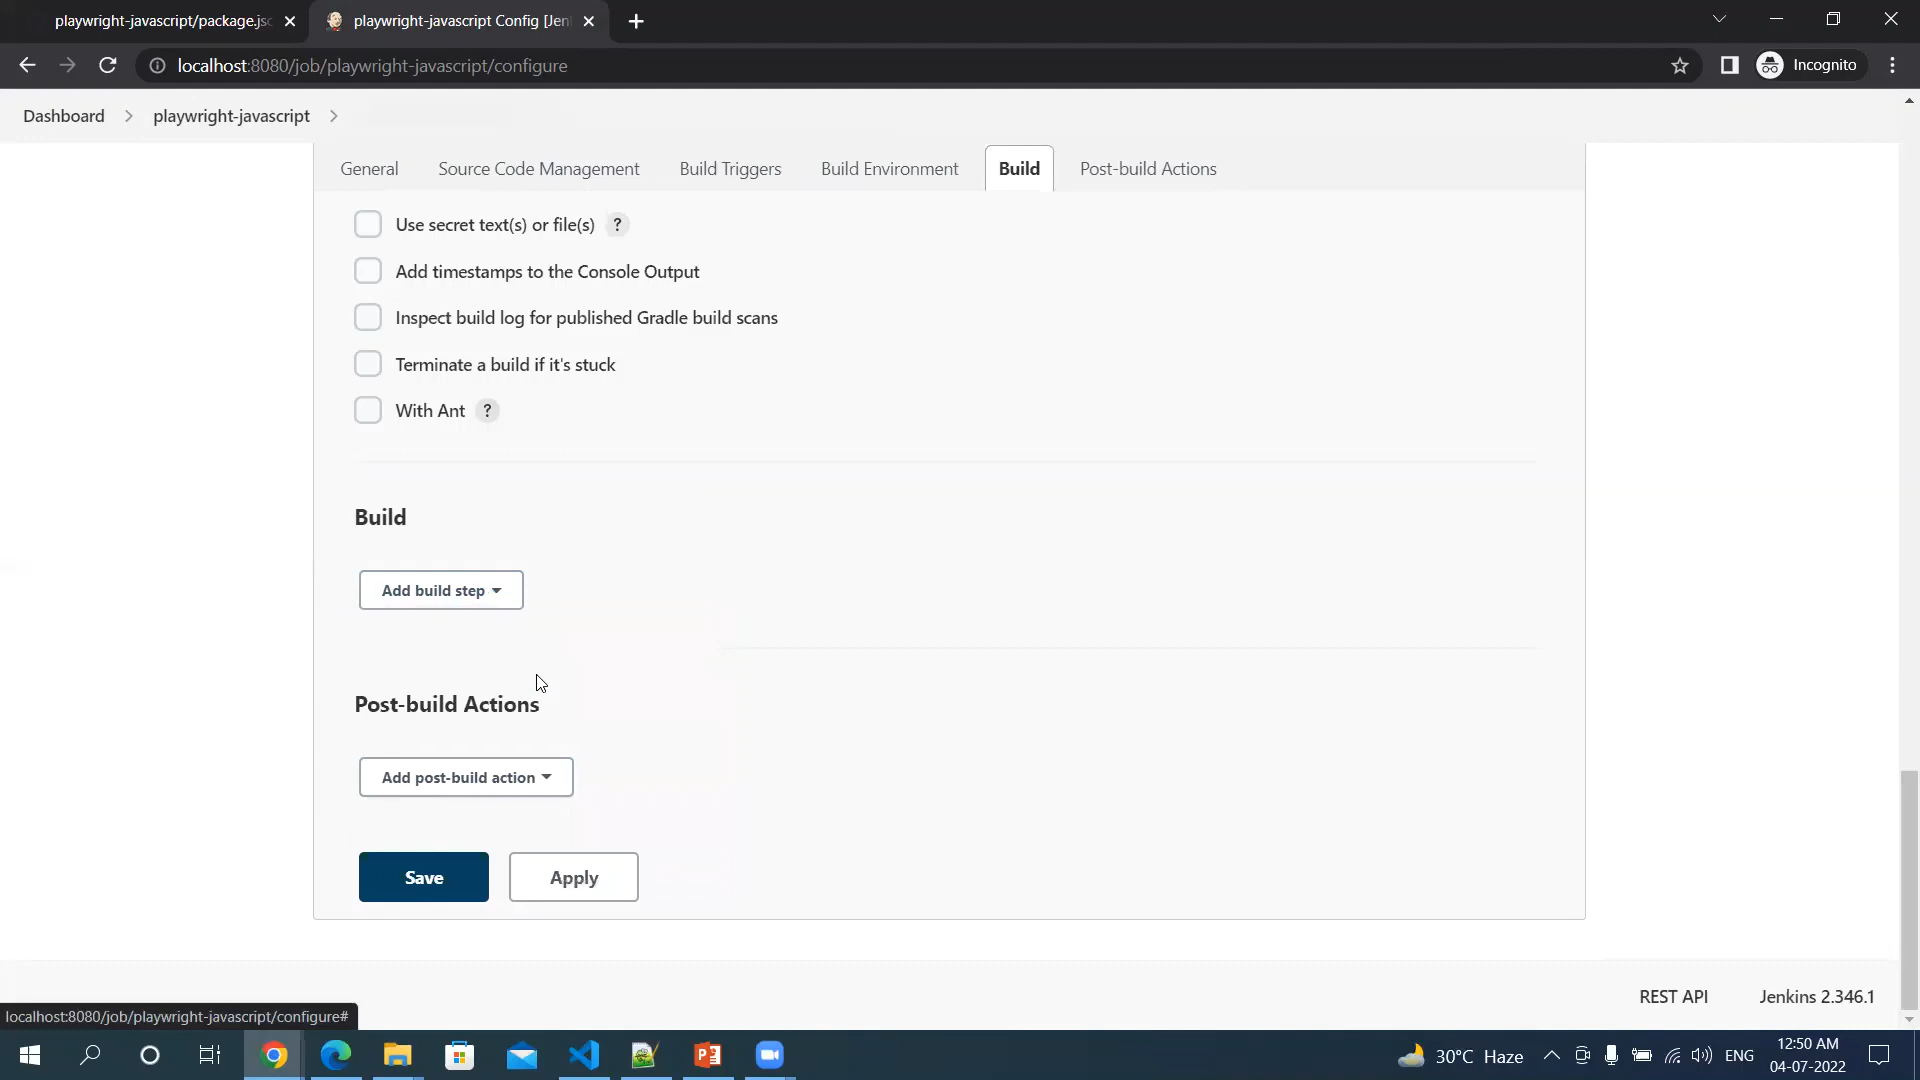 playwright-javascript/package.jsc
playwright-javascript Config [Jen
localhost:8080/job/playwright-javascript/configure
Incognito
Dashboard
playwright-javascript
General
Source Code Management
Build Triggers
Build Environment
Build
Post-build Actions
Use secret text(s) or file(s) ?
Add timestamps to the Console Output
Inspect build log for published Gradle build scans
Terminate a build if it's stuck
With Ant ?
Build
Add build step
Post-build Actions
Add post-build action
Save
Apply
REST API
Jenkins 2.346.1
localhost:8080/job/playwright-javascript/configure#
30°C Haze
ENG
12:50 AM
04-07-2022